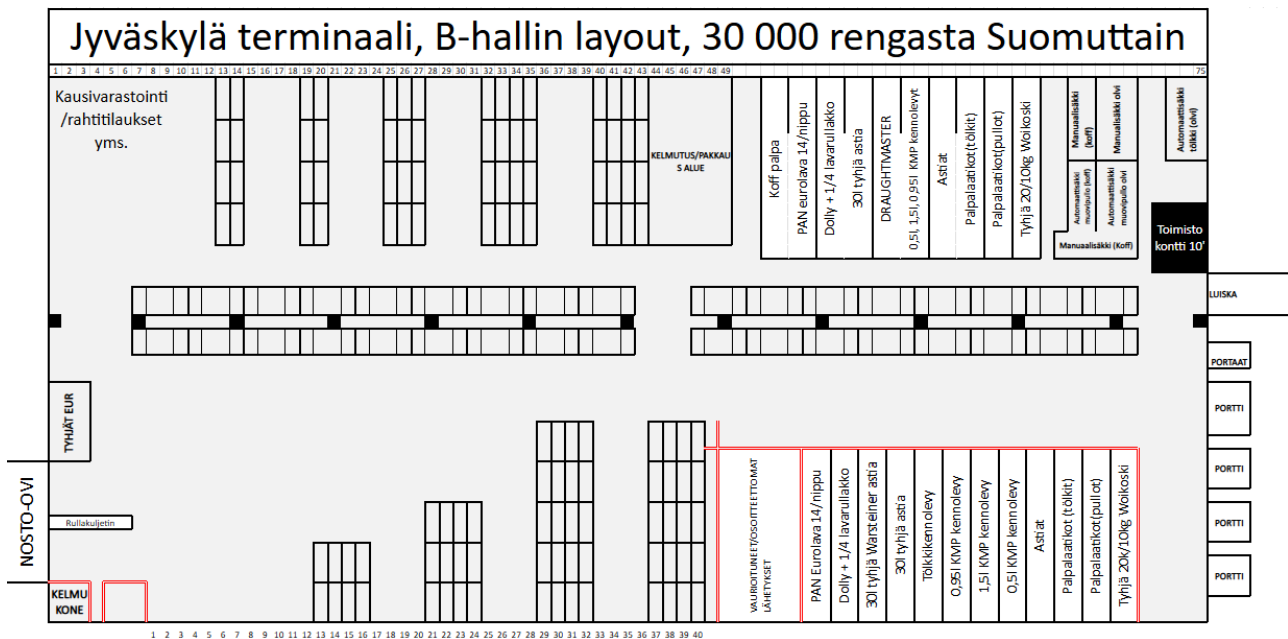 Jyväskylä terminaali, B-hallin layout, 30 000 rengasta Suomuttain
1 2 3 4 5 6 7 8 9 10 11 12 13 14 17 18 19 20 21 22 23 24 25 26 27 28 29 30 31 32 33 34 35 36 37 38 39 40 41 42 43 44 45 46 47 48 49 75
Kausivarastointi
/rahtitilaukset
yms.
KELMUTUS/PAKKAU
S ALUE
Koff palpa
PAN eurolava 14/nippu
Dolly + 1/4 lavarullakko
30l tyhjä astia
DRAUGHTMASTER
0,5l, 1,5l, 0,95l KMP kennolevyt
Astiat
Palpalaatikot(tölkit)
Palpalaatikot(pullot)
Tyhjä 20/10kg Woikoski
Manuaalisäkki
(koff)
Manuaalisäkki olvi
Automaattisäkki
tölkki (olvi)
Automaattisäkki
muovipullo (koff)
Automaattisäkki
muovipullo olvi
Manuaalisäkki (Koff)
Toimisto
kontti 10'
LUISKA
PORTAAT
PORTTI
PORTTI
PORTTI
PORTTI
TYHJÄT EUR
NOSTO-OVI
Rullakuljetin
KELMU
KONE
VAURIOITUNEET/OSOITTEETTOMAT
LÄHETYKSET
PAN Eurolava 14/nippu
Dolly + 1/4 lavarullakko
30l tyhjä Warsteiner astia
30l tyhjä astia
Tölkkikennolevy
0,95l KMP kennolevy
1,5l KMP kennolevy
0,5l KMP kennolevy
Astiat
Palpalaatikot (tölkit)
Palpalaatikot(pullot)
Tyhjä 20k/10kg Woikoski
1 2 3 4 5 6 7 8 9 10 11 12 13 14 15 16 17 18 19 20 21 22 23 24 25 26 27 28 29 30 31 32 33 34 35 36 37 38 39 40